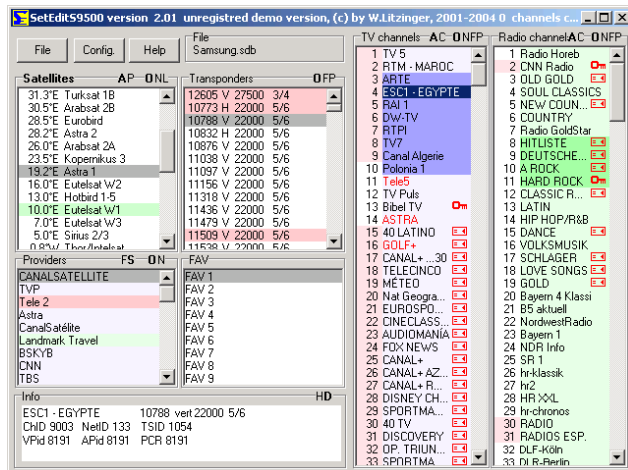 SetEditS9500 version 2.01 unregistred demo version, (c) by W.Litzinger, 2001-2004 0 channels c...
File
Config.
Help
File
Samsung.sdb
Satellites AP ONL
31.3°E Turksat 1B
30.5°E Arabsat 2B
28.5°E Eurobird
28.2°E Astra 2
26.0°E Arabsat 2A
23.5°E Kopernikus 3
19.2°E Astra 1
16.0°E Eutelsat W2
13.0°E Hotbird 1-5
10.0°E Eutelsat W1
7.0°E Eutelsat W3
5.0°E Sirius 2/3
0.8°W Thor/Intelsat
Transponders OFP
12605 V 27500 3/4
10773 H 22000 5/6
10788 V 22000 5/6
10832 H 22000 5/6
10876 V 22000 5/6
11038 V 22000 5/6
11097 V 22000 5/6
11156 V 22000 5/6
11318 V 22000 5/6
11436 V 22000 5/6
11479 V 22000 5/6
11509 V 22000 5/6
11538 V 22000 5/6
Providers FS ON
CANALSATELLITE
TVP
Tele 2
Astra
CanalSatélite
Landmark Travel
BSKYB
CNN
TBS
FAV
FAV 1
FAV 2
FAV 3
FAV 4
FAV 5
FAV 6
FAV 7
FAV 8
FAV 9
Info HD
ESC1 - EGYPTE 10788 vert 22000 5/6
ChID 9003 NetID 133 TSID 1054
VPid 8191 APid 8191 PCR 8191
TV channels AC ONFP
1 TV 5
2 RTM - MAROC
3 ARTE
4 ESC1 - EGYPTE
5 RAI 1
6 DW-TV
7 RTPI
8 TV7
9 Canal Algerie
10 Polonia 1
11 Tele5
12 TV Puls
13 Bibel TV
14 ASTRA
15 40 LATINO
16 GOLF+
17 CANAL+ ...30
18 TELECINCO
19 MÉTEO
20 Nat Geogra...
21 EUROSPO...
22 CINECLASS...
23 AUDIOMANÍA
24 FOX NEWS
25 CANAL+
26 CANAL+ AZ...
27 CANAL+ R...
28 DISNEY CH...
29 SPORTMA...
30 40 TV
31 DISCOVERY
32 OP. TRIUN...
33 SPORTMA
Radio channels AC ONFP
1 Radio Horeb
2 CNN Radio
3 OLD GOLD
4 SOUL CLASSICS
5 NEW COUN...
6 COUNTRY
7 Radio GoldStar
8 HITLISTE
9 DEUTSCHE...
10 A ROCK
11 HARD ROCK
12 CLASSIC R...
13 LATIN
14 HIP HOP/R&B
15 DANCE
16 VOLKSMUSIK
17 SCHLAGER
18 LOVE SONGS
19 GOLD
20 Bayern 4 Klassi
21 B5 aktuell
22 NordwestRadio
23 Bayern 1
24 NDR Info
25 SR 1
26 hr-klassik
27 hr2
28 HR XXL
29 hr-chronos
30 RADIO
31 RADIOS ESP.
32 DLF-Köln
33 DLR-Berlin